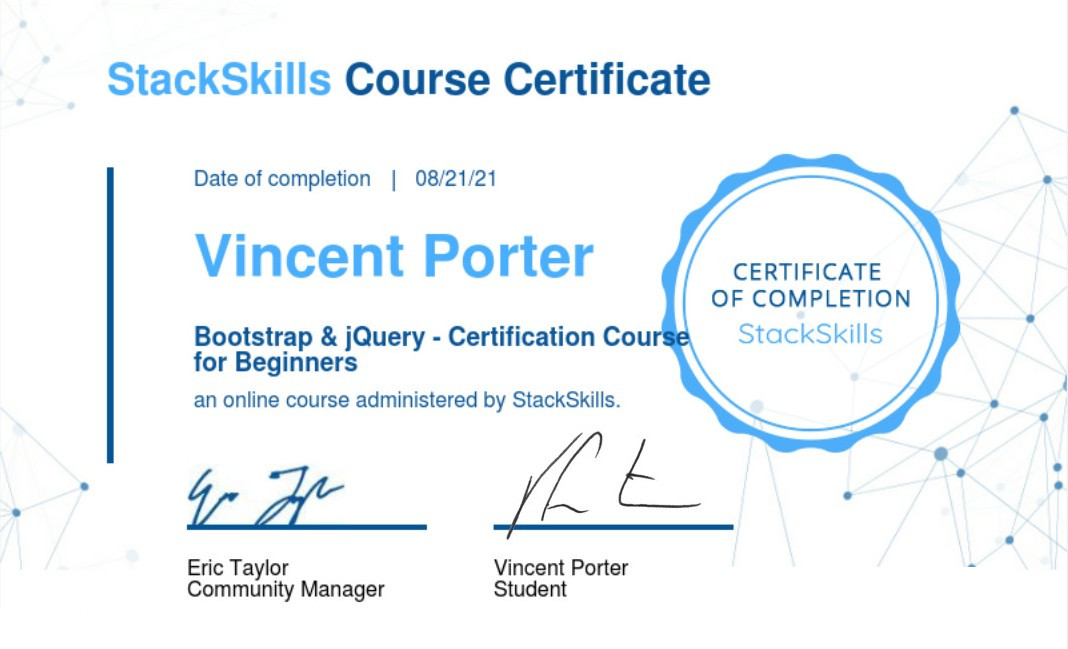 StackSkills Course Certificate
Date of completion | 08/21/21
Vincent Porter
Bootstrap & jQuery - Certification Course
for Beginners
an online course administered by StackSkills.
CERTIFICATE
OF COMPLETION
StackSkills
Eric Taylor
Community Manager
Vincent Porter
Student